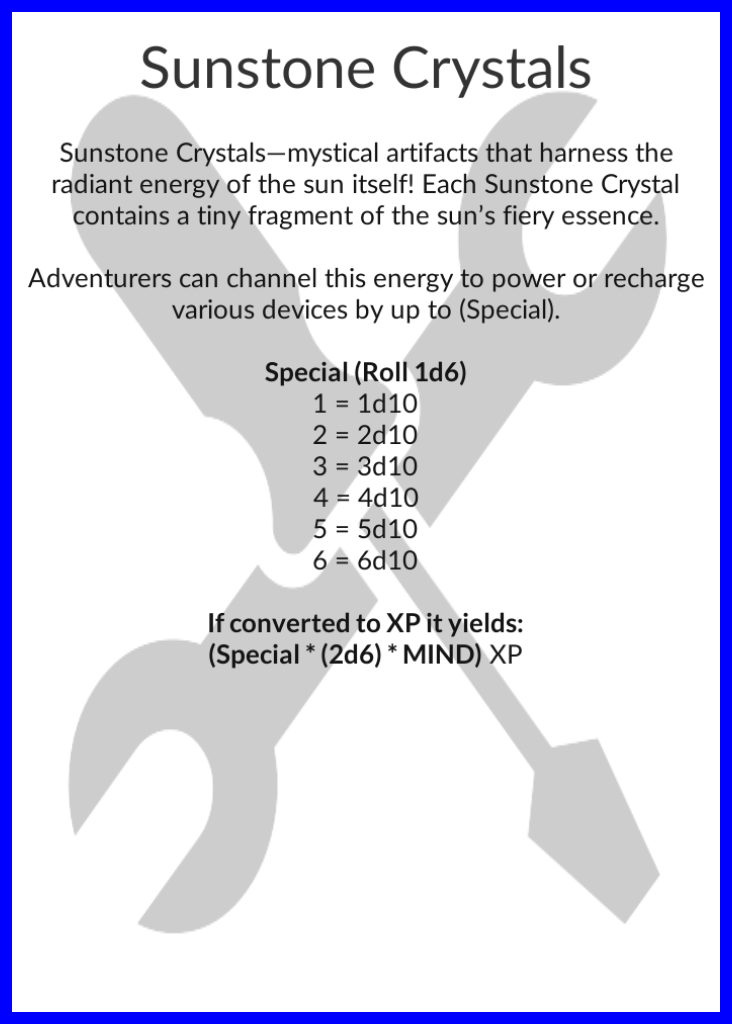 Sunstone Crystals
Sunstone Crystals—mystical artifacts that harness the
radiant energy of the sun itself! Each Sunstone Crystal
contains a tiny fragment of the sun’s fiery essence.
Adventurers can channel this energy to power or recharge
various devices by up to (Special).
Special (Roll 1d6)
1 = 1d10
2 = 2d10
3 = 3d10
4 = 4d10
5 = 5d10
6 = 6d10
If converted to XP it yields:
(Special * (2d6) * MIND) XP